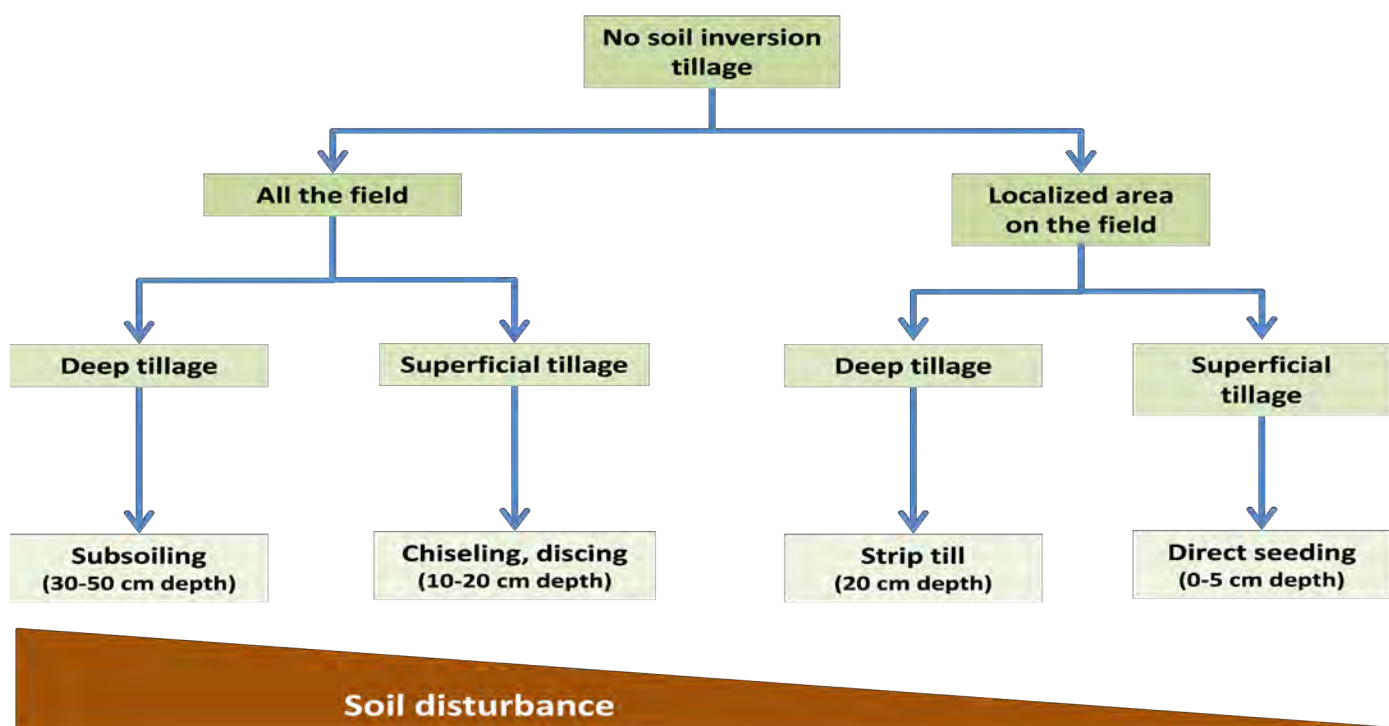 No soil inversion
tillage
All the field
Localized area
on the field
Deep tillage
Superficial tillage
Deep tillage
Superficial
tillage
Subsoiling
(30-50 cm depth)
Chiseling, discing
(10-20 cm depth)
Strip till
(20 cm depth)
Direct seeding
(0-5 cm depth)
Soil disturbance